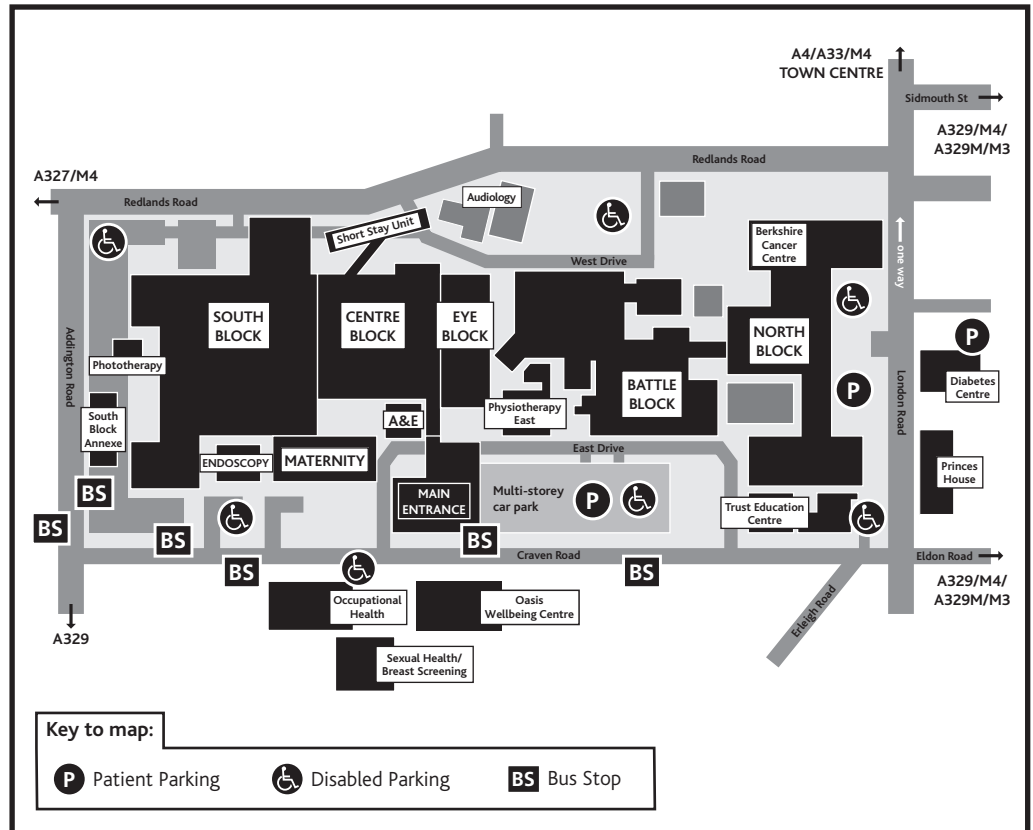 A4/A33/M4
TOWN CENTRE
Sidmouth St
A329/M4/
A329M/M3
Redlands Road
A327/M4
Redlands Road
Audiology
Short Stay Unit
Berkshire
Cancer
Centre
one way
West Drive
SOUTH
BLOCK
CENTRE
BLOCK
EYE
BLOCK
NORTH
BLOCK
P
Addington Road
Phototherapy
London Road
Diabetes
Centre
BATTLE
BLOCK
P
South
Block
Annexe
A&E
Physiotherapy
East
East Drive
ENDOSCOPY
MATERNITY
Princes
House
BS
MAIN
ENTRANCE
Multi-storey
car park
P
Trust Education
Centre
BS
BS
BS
Craven Road
Eldon Road
BS
BS
A329/M4/
A329M/M3
Occupational
Health
Oasis
Wellbeing Centre
Erleigh Road
A329
Sexual Health/
Breast Screening
Key to map:
P Patient Parking
Disabled Parking
BS Bus Stop